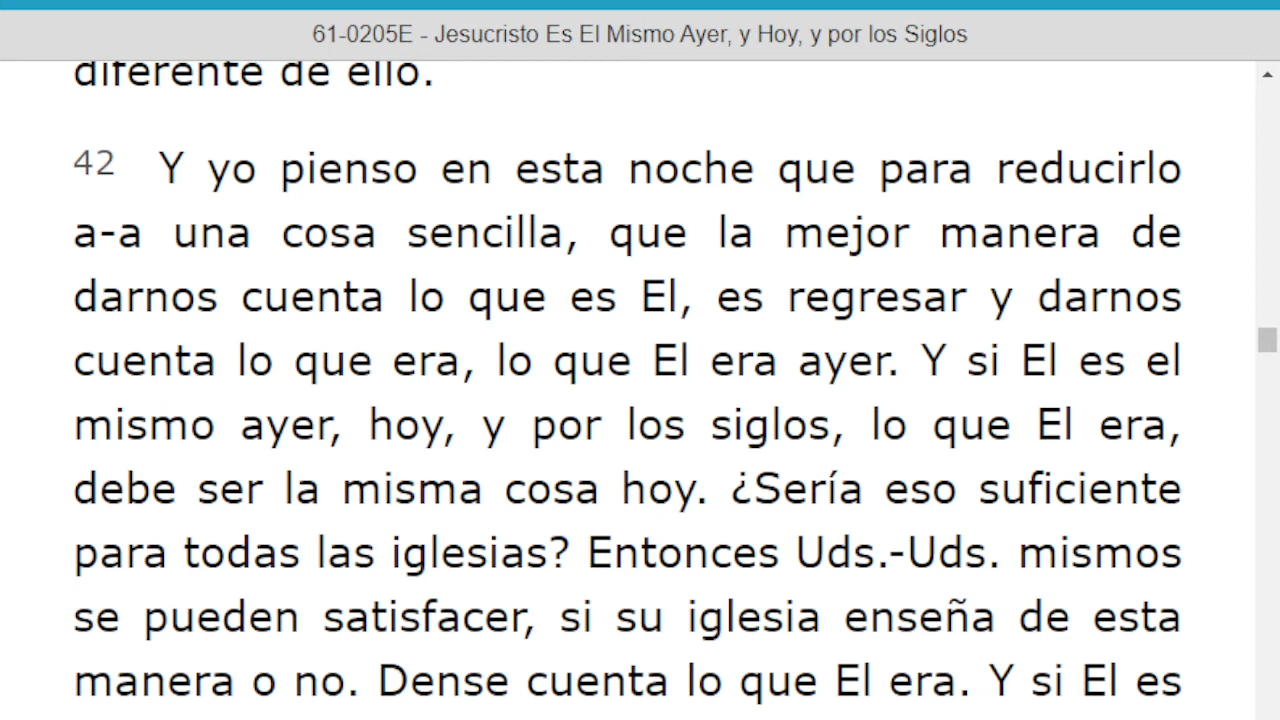 61-0205E - Jesucristo Es El Mismo Ayer, y Hoy, y por los Siglos
diferente de ello.
42 Y yo pienso en esta noche que para reducirlo
a-a una cosa sencilla, que la mejor manera de
darnos cuenta lo que es El, es regresar y darnos
cuenta lo que era, lo que El era ayer. Y si El es el
mismo ayer, hoy, y por los siglos, lo que El era,
debe ser la misma cosa hoy. ¿Sería eso suficiente
para todas las iglesias? Entonces Uds.-Uds. mismos
se pueden satisfacer, si su iglesia enseña de esta
manera o no. Dense cuenta lo que El era. Y si El es